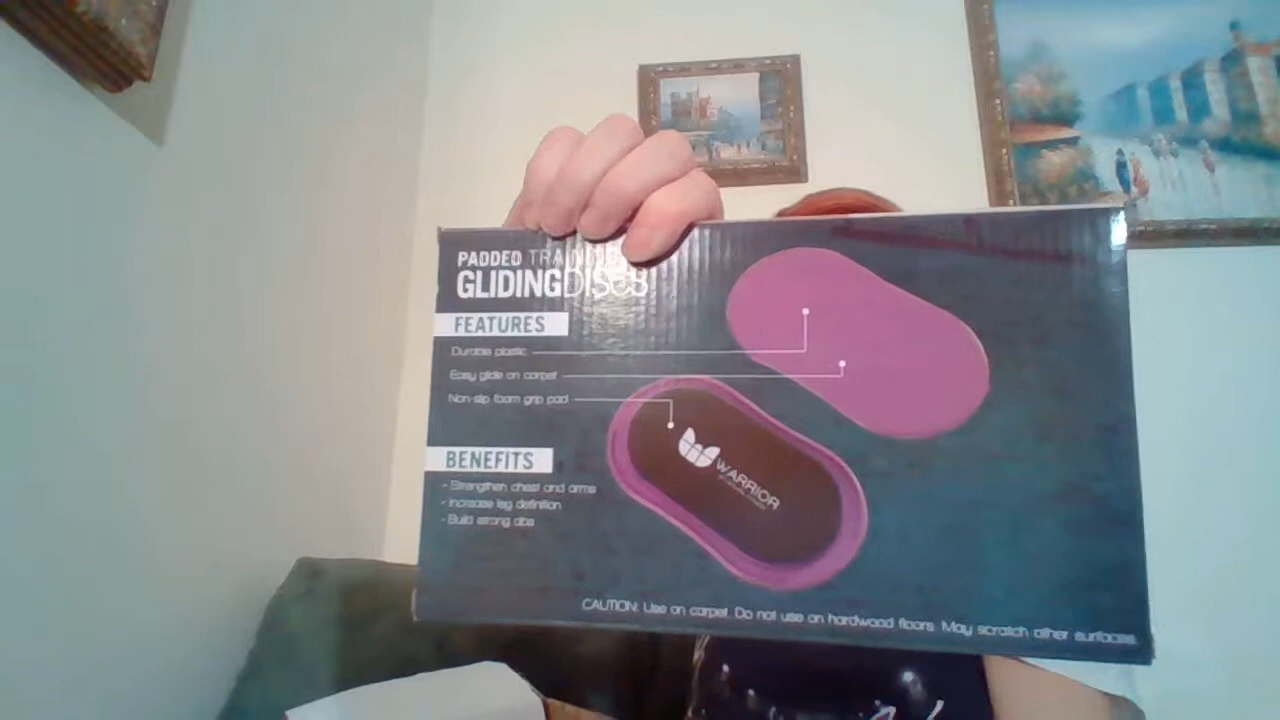 PADDED TRAINING
GLIDINGDISCS
FEATURES
Durable plastic
Easy glide on carpet
Non-slip foam grip pad
WARRIOR
BENEFITS
- Strengthen chest and arms
- Increase leg definition
- Build strong abs
CAUTION: Use on carpet. Do not use on hardwood floors. May scratch other surfaces.